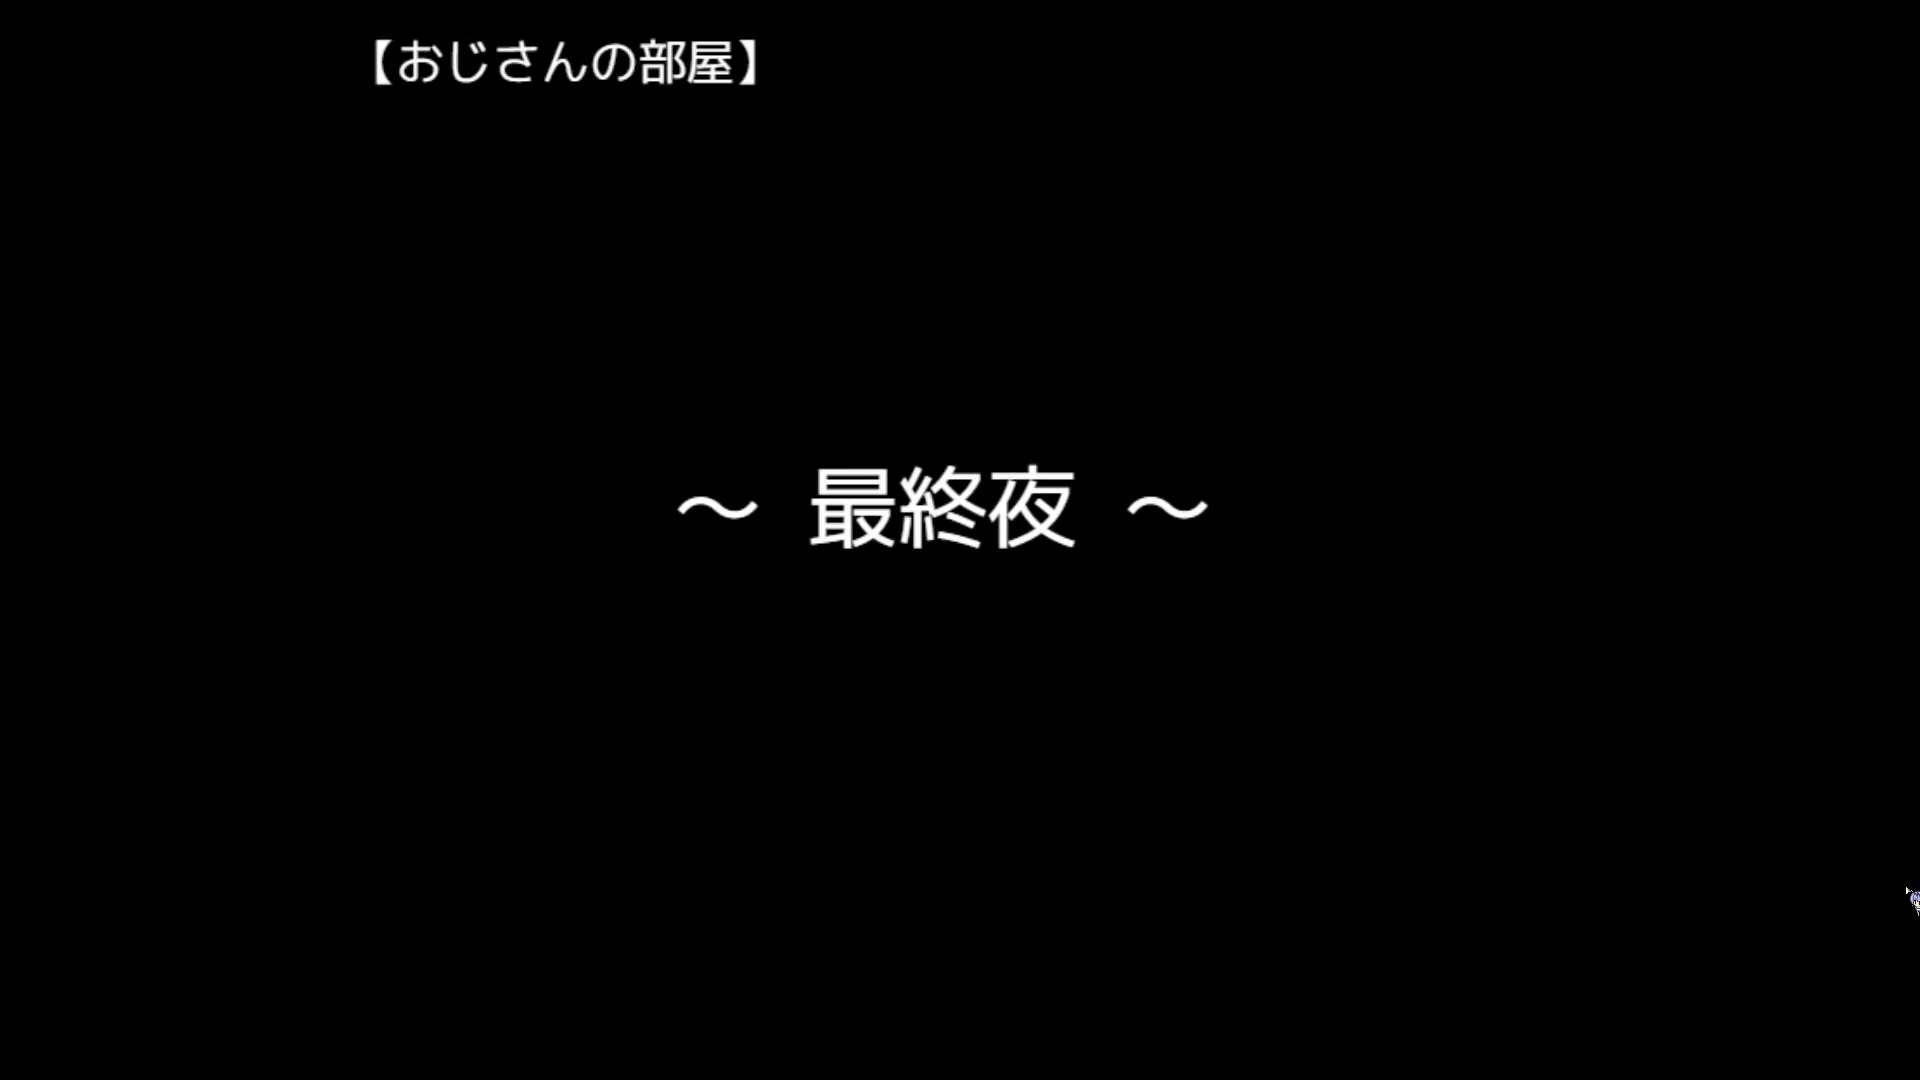 【おじさんの部屋】
～ 最終夜 ～